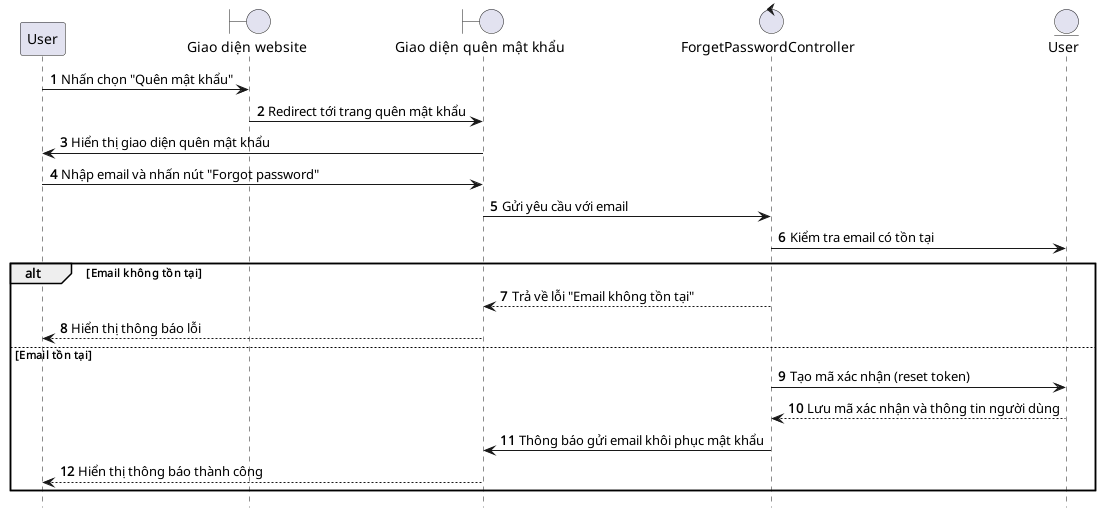 User
Giao diện website
Giao diện quên mật khẩu
ForgetPasswordController
User
1 Nhấn chọn "Quên mật khẩu"
2 Redirect tới trang quên mật khẩu
3 Hiển thị giao diện quên mật khẩu
4 Nhập email và nhấn nút "Forgot password"
5 Gửi yêu cầu với email
6 Kiểm tra email có tồn tại
alt [Email không tồn tại]
7 Trả về lỗi "Email không tồn tại"
8 Hiển thị thông báo lỗi
[Email tồn tại]
9 Tạo mã xác nhận (reset token)
10 Lưu mã xác nhận và thông tin người dùng
11 Thông báo gửi email khôi phục mật khẩu
12 Hiển thị thông báo thành công